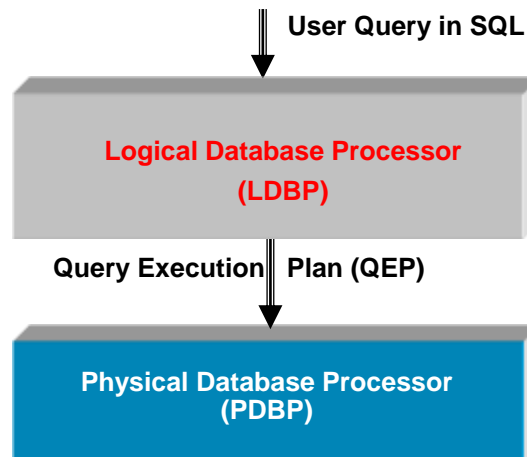 User Query in SQL
Logical Database Processor
(LDBP)
Query Execution Plan (QEP)
Physical Database Processor
(PDBP)